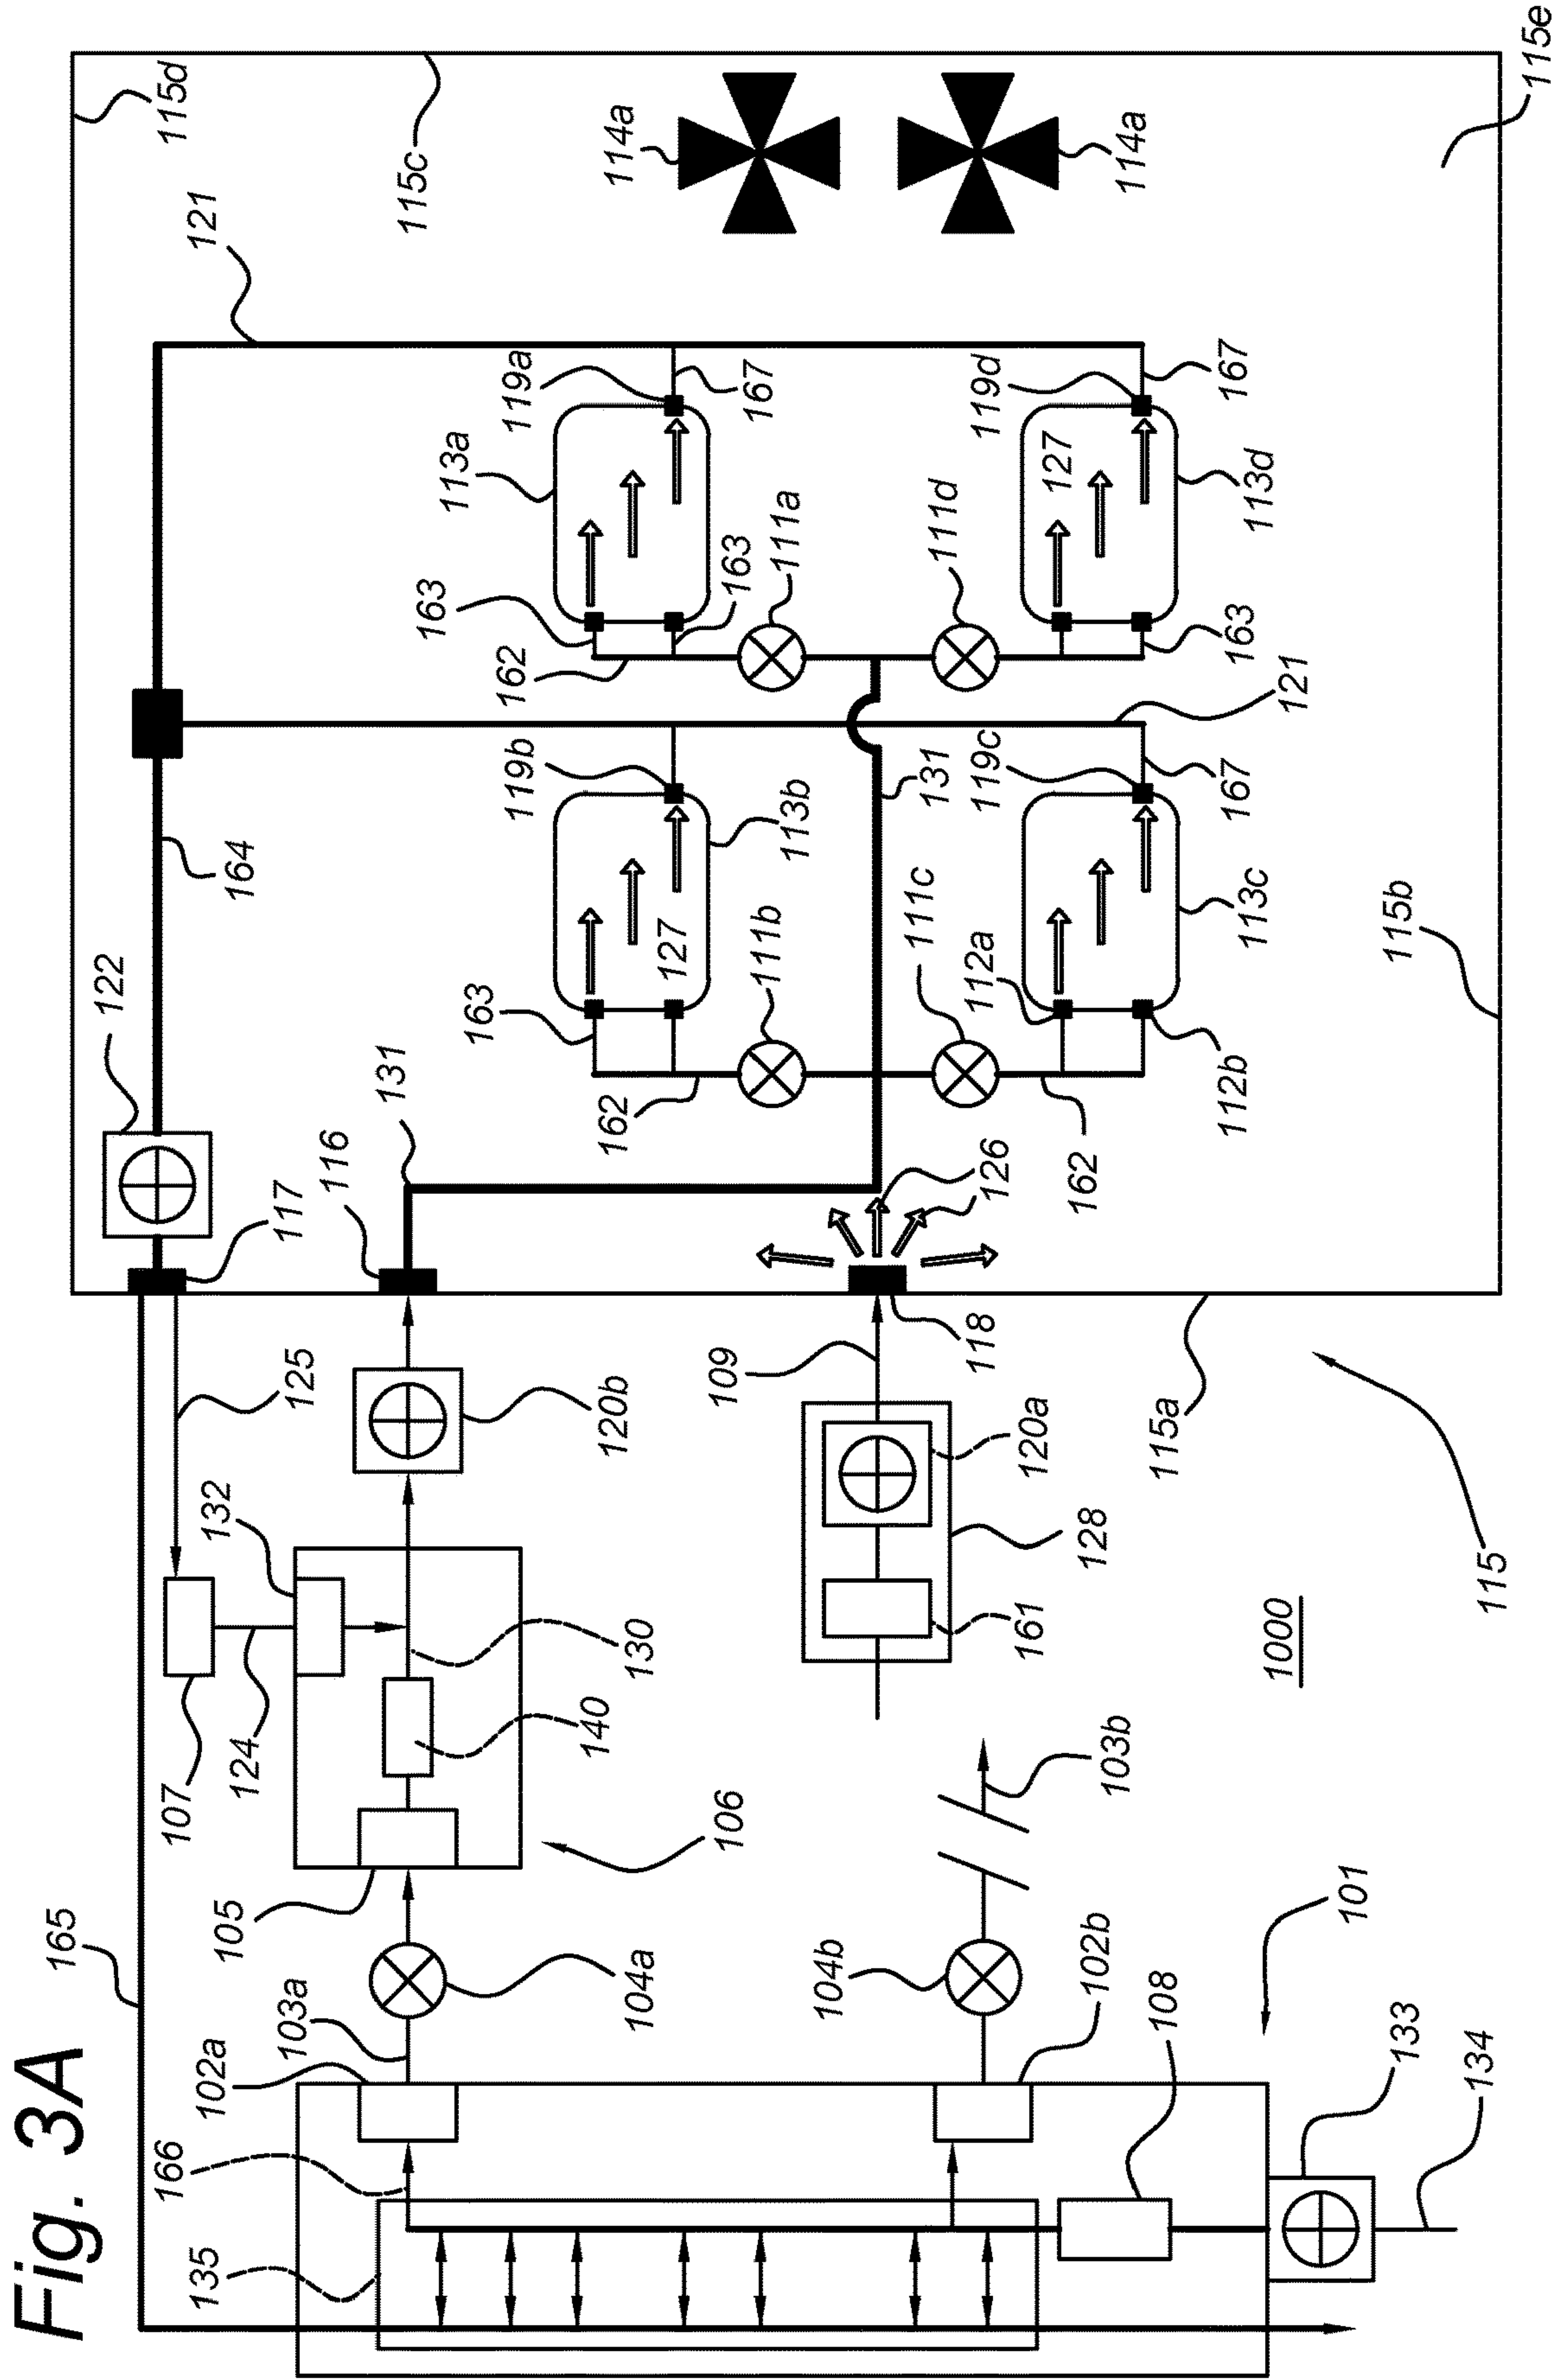 Fig. 3A
165
135
166
102a
103a
104a
105
107
124
132
125
106
140
130
120b
117
122
116
131
164
115d
121
115c
163
162
163
113a
119a
167
111a
114a
114a
163
162
127
119b
113b
111b
131
111d
127
119d
167
163
113d
121
111c
112a
119c
167
113c
112b
162
126
118
109
120a
128
161
103b
104b
102b
108
101
133
134
1000
115
115a
115b
115e